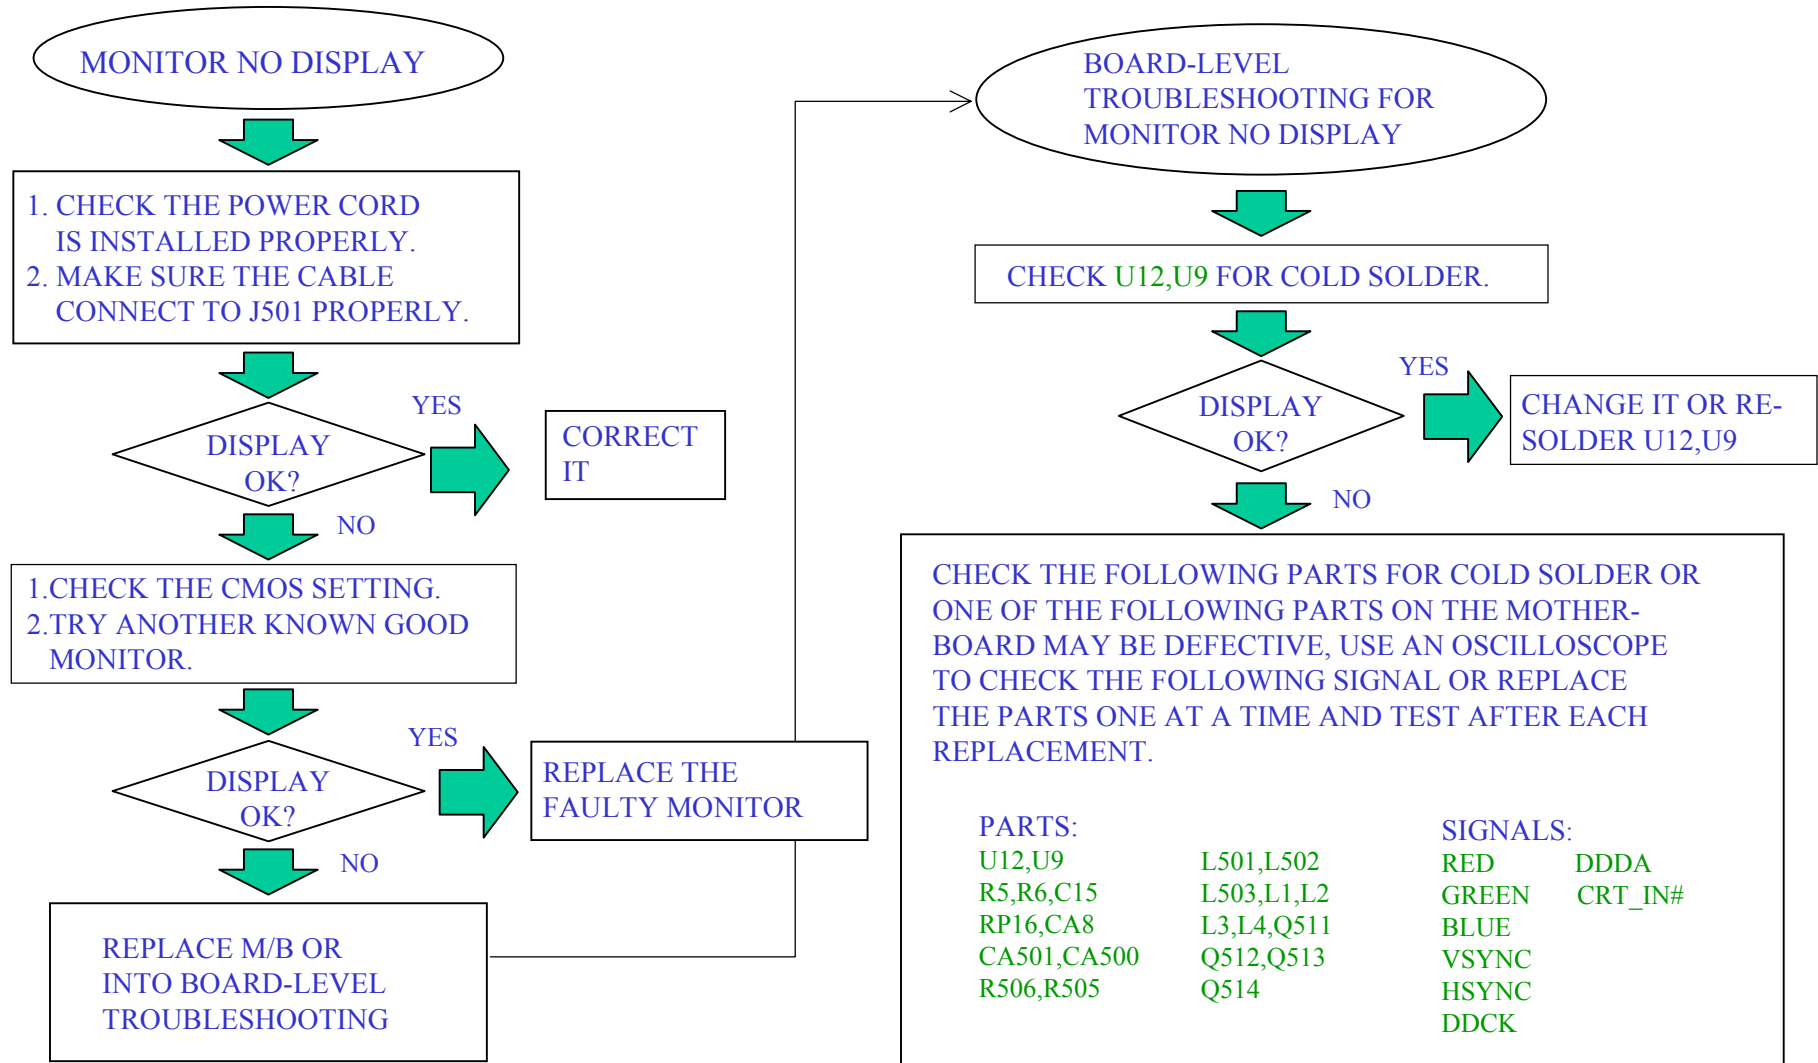 MONITOR NO DISPLAY
1. CHECK THE POWER CORD
IS INSTALLED PROPERLY.
2. MAKE SURE THE CABLE
CONNECT TO J501 PROPERLY.
DISPLAY
OK?
YES
CORRECT
IT
NO
1.CHECK THE CMOS SETTING.
2.TRY ANOTHER KNOWN GOOD
MONITOR.
DISPLAY
OK?
YES
REPLACE THE
FAULTY MONITOR
NO
REPLACE M/B OR
INTO BOARD-LEVEL
TROUBLESHOOTING
BOARD-LEVEL
TROUBLESHOOTING FOR
MONITOR NO DISPLAY
CHECK U12,U9 FOR COLD SOLDER.
DISPLAY
OK?
YES
CHANGE IT OR RE-
SOLDER U12,U9
NO
CHECK THE FOLLOWING PARTS FOR COLD SOLDER OR
ONE OF THE FOLLOWING PARTS ON THE MOTHER-
BOARD MAY BE DEFECTIVE, USE AN OSCILLOSCOPE
TO CHECK THE FOLLOWING SIGNAL OR REPLACE
THE PARTS ONE AT A TIME AND TEST AFTER EACH
REPLACEMENT.
PARTS:
U12,U9
R5,R6,C15
RP16,CA8
CA501,CA500
R506,R505
L501,L502
L503,L1,L2
L3,L4,Q511
Q512,Q513
Q514
SIGNALS:
RED
GREEN
BLUE
VSYNC
HSYNC
DDCK
DDDA
CRT_IN#